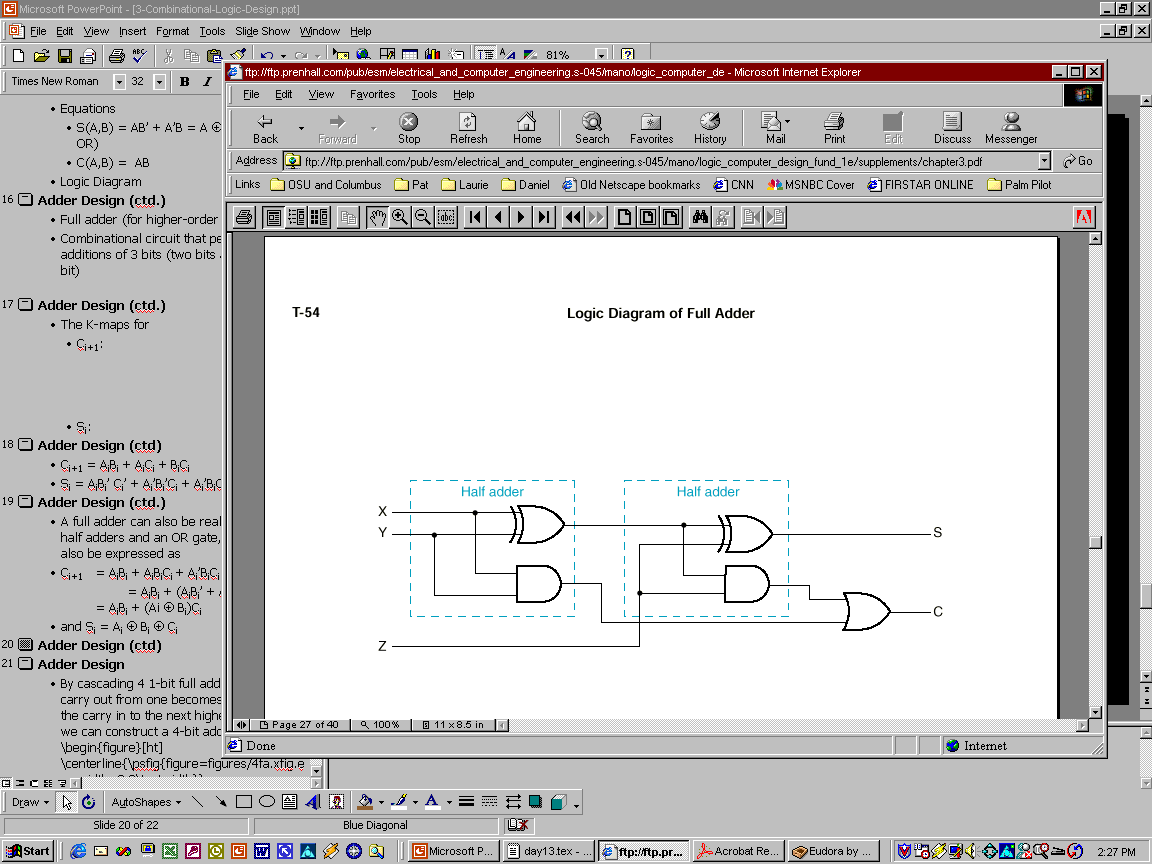 Microsoft PowerPoint - [3-Combinational-Logic-Design.ppt]
File Edit View Insert Format Tools Slide Show Window Help
81%
Times New Roman 32 B I
• Equations
• S(A,B) = AB' + A'B = A ⊕
OR)
• C(A,B) = AB
• Logic Diagram
16 Adder Design (ctd.)
• Full adder (for higher-order
• Combinational circuit that pe
additions of 3 bits (two bits
bit)
17 Adder Design (ctd.)
• The K-maps for
• Ci+1:
• Si:
18 Adder Design (ctd)
• Ci+1 = AiBi + AiCi + BiCi
• Si = AiBi' Ci' + Ai'Bi'Ci + Ai'BiC
19 Adder Design (ctd.)
• A full adder can also be real
half adders and an OR gate,
also be expressed as
• Ci+1 = AiBi + AiBiCi + Ai'BiCi
= AiBi + (ABi' + A
= AiBi + (Ai ⊕ Bi)Ci
• and Si = Ai ⊕ Bi ⊕ Ci
20 Adder Design (ctd)
21 Adder Design
• By cascading 4 1-bit full add
carry out from one becomes
the carry in to the next highe
we can construct a 4-bit add
\begin{figure}[ht]
\centerline{\psfig{figure=figures/4fa.xfig.e
ftp://ftp.prenhall.com/pub/esm/electrical_and_computer_engineering.s-045/mano/logic_computer_de - Microsoft Internet Explorer
File Edit View Favorites Tools Help
Back Forward Stop Refresh Home Search Favorites History Mail Print Edit Discuss Messenger
Address ftp://ftp.prenhall.com/pub/esm/electrical_and_computer_engineering.s-045/mano/logic_computer_design_fund_1e/supplements/chapter3.pdf Go
Links OSU and Columbus Pat Laurie Daniel Old Netscape bookmarks CNN MSNBC Cover FIRSTAR ONLINE Palm Pilot
T-54 Logic Diagram of Full Adder
Half adder Half adder
X
Y
S
C
Z
Page 27 of 40 100% 11 x 8.5 in
Done Internet
Draw AutoShapes
Slide 20 of 22 Blue Diagonal
Start Microsoft P... day13.tex - ... ftp://ftp.pr... Acrobat Re... Eudora by ... 2:27 PM